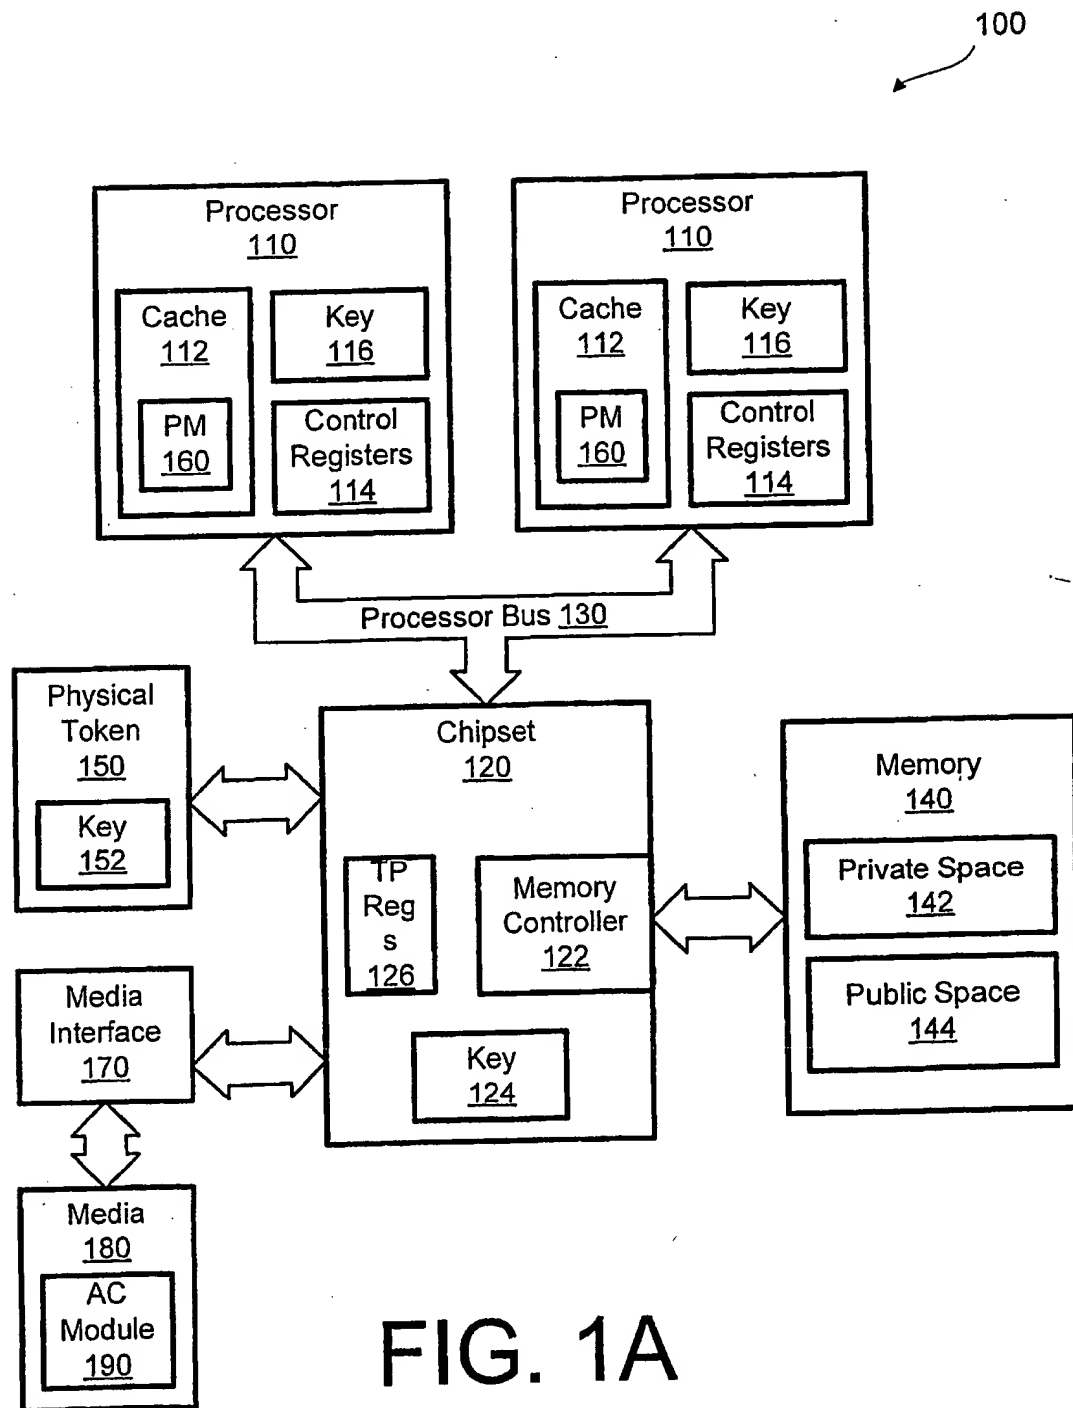 100
Processor
110
Cache
112
PM
160
Key
116
Control
Registers
114
Processor
110
Cache
112
PM
160
Key
116
Control
Registers
114
Processor Bus 130
Physical
Token
150
Key
152
Chipset
120
TP
Reg
s
126
Memory
Controller
122
Key
124
Memory
140
Private Space
142
Public Space
144
Media
Interface
170
Media
180
AC
Module
190
FIG. 1A